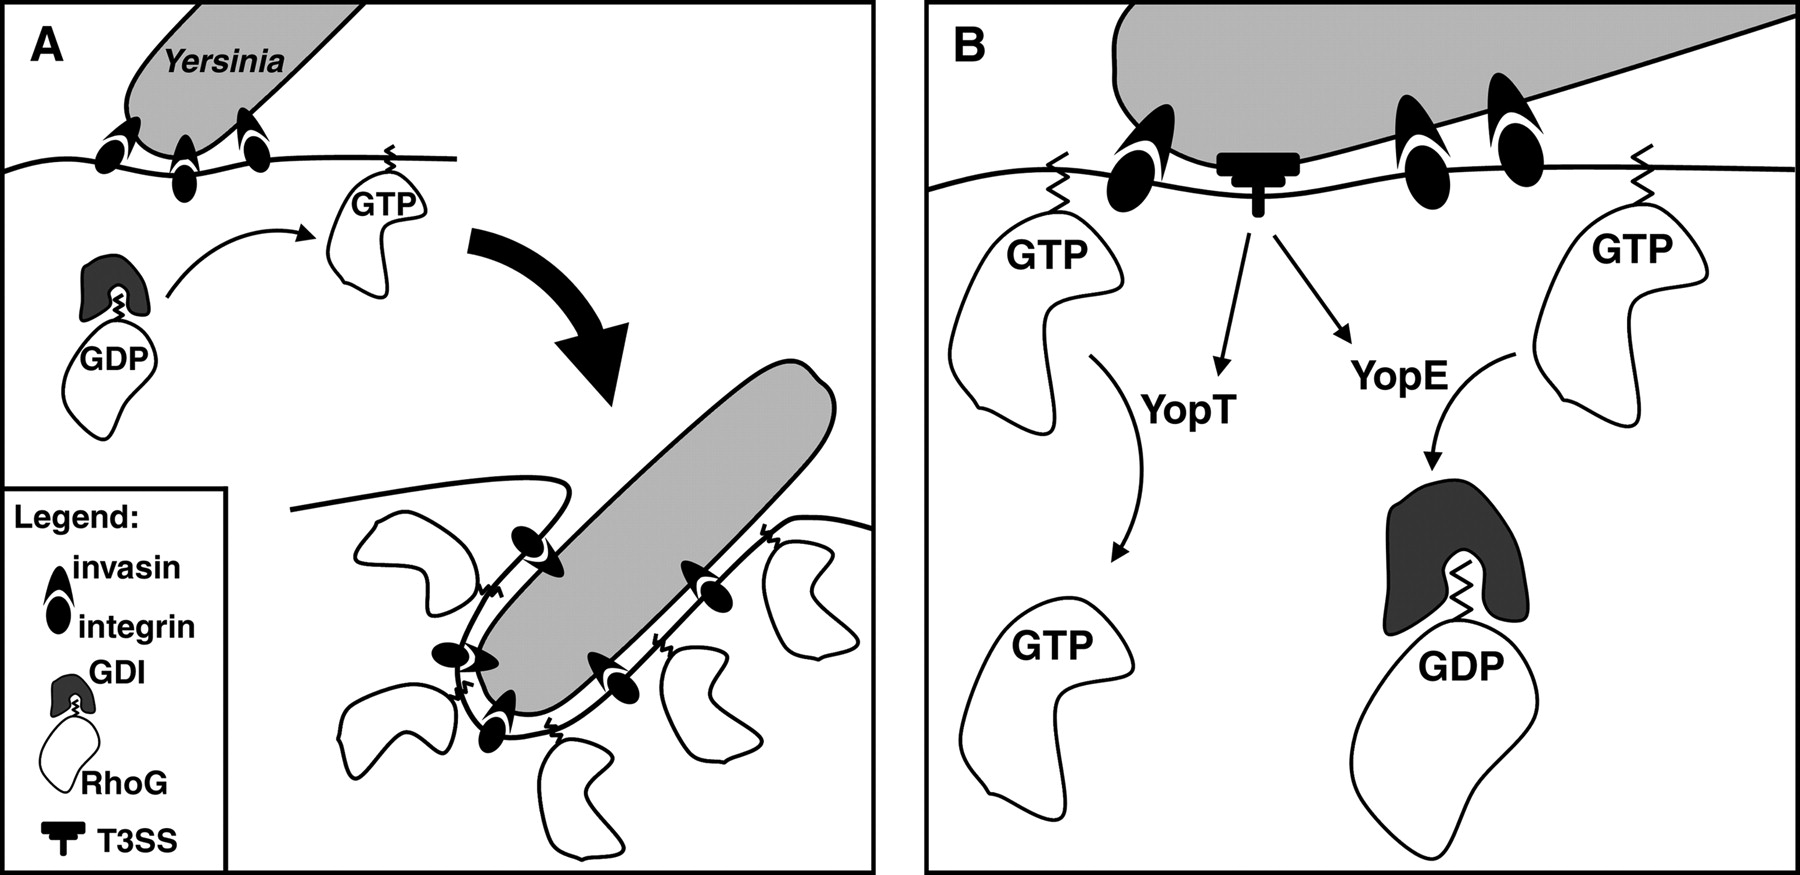 A
Yersinia
GTP
GDP
Legend:
invasin
integrin
GDI
RhoG
T3SS
B
GTP
GTP
YopE
YopT
GTP
GDP